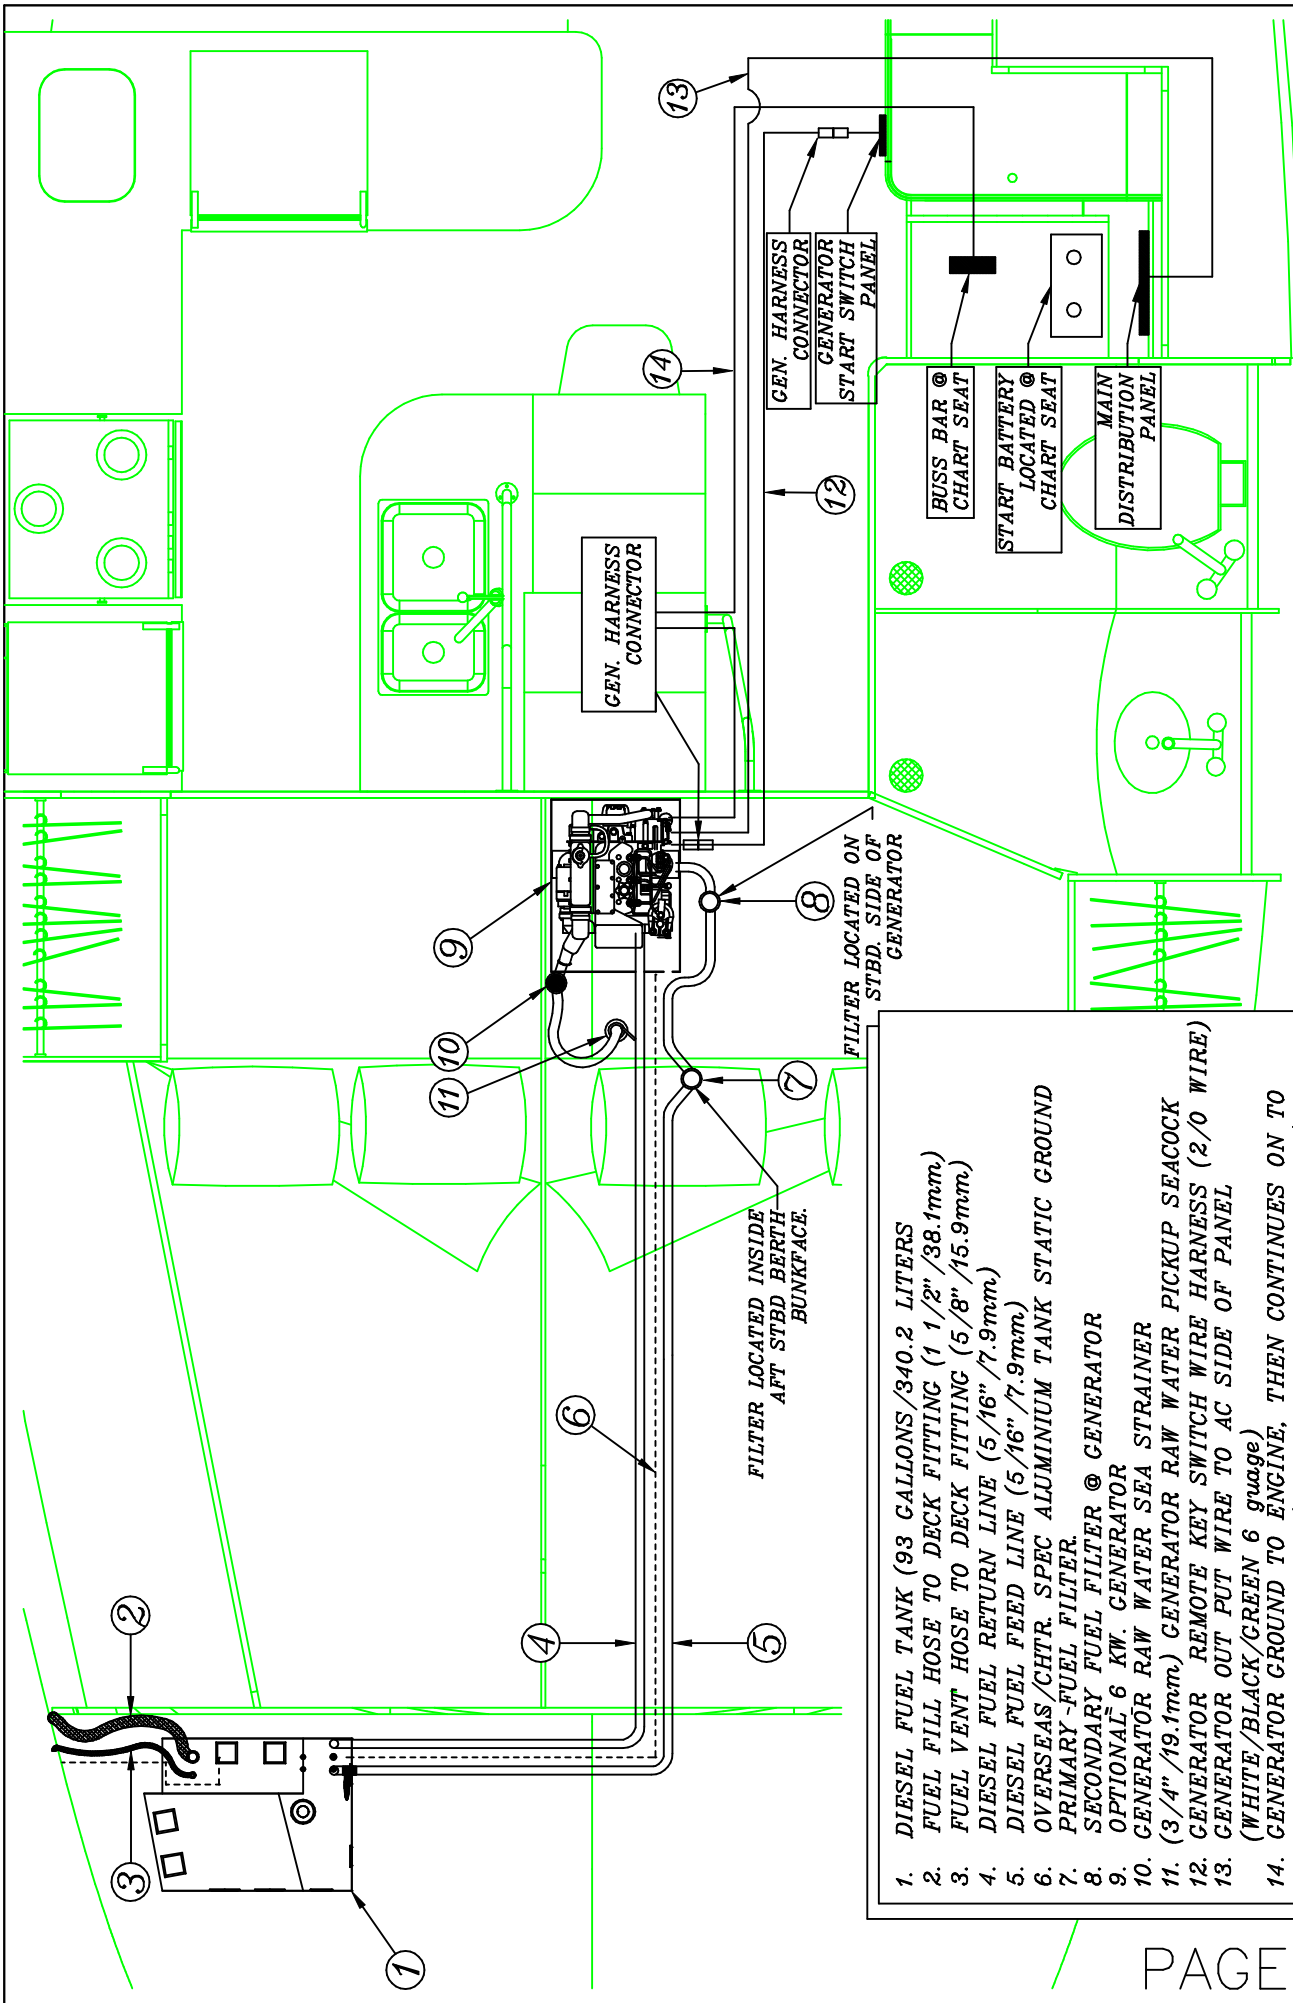 13
GEN. HARNESS
CONNECTOR
GENERATOR
START SWITCH
PANEL
14
12
BUSS BAR @
CHART SEAT
START BATTERY
LOCATED @
CHART SEAT
MAIN
DISTRIBUTION
PANEL
GEN. HARNESS
CONNECTOR
9
10
11
8
FILTER LOCATED ON
STBD. SIDE OF
GENERATOR
7
FILTER LOCATED INSIDE
AFT STBD BERTH
BUNKFACE.
6
4
5
2
3
1
1. DIESEL FUEL TANK (93 GALLONS/340.2 LITERS
2. FUEL FILL HOSE TO DECK FITTING (1 1/2"/38.1mm)
3. FUEL VENT HOSE TO DECK FITTING (5/8"/15.9mm)
4. DIESEL FUEL RETURN LINE (5/16"/7.9mm)
5. DIESEL FUEL FEED LINE (5/16"/7.9mm)
6. OVERSEAS/CHTR. SPEC ALUMINIUM TANK STATIC GROUND
7. PRIMARY FUEL FILTER.
8. SECONDARY FUEL FILTER @ GENERATOR
9. OPTIONAL 6 KW. GENERATOR
10. GENERATOR RAW WATER SEA STRAINER
11. (3/4"/19.1mm) GENERATOR RAW WATER PICKUP SEACOCK
12. GENERATOR REMOTE KEY SWITCH WIRE HARNESS (2/0 WIRE)
13. GENERATOR OUT PUT WIRE TO AC SIDE OF PANEL
(WHITE/BLACK/GREEN 6 guage)
14. GENERATOR GROUND TO ENGINE, THEN CONTINUES ON TO
PAGE